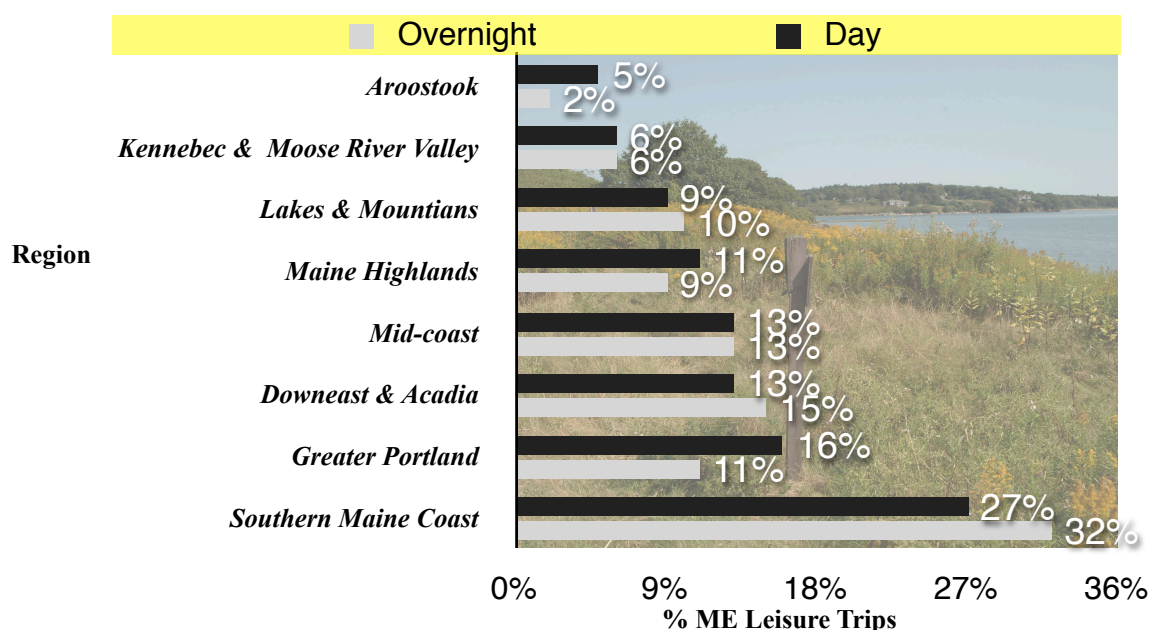 Overnight Day
Aroostook 5%
2%
Kennebec & Moose River Valley 6%
6%
Lakes & Mountians 9%
10%
Region
Maine Highlands 11%
9%
Mid-coast 13%
13%
Downeast & Acadia 13%
15%
Greater Portland 16%
11%
Southern Maine Coast 27%
32%
0% 9% 18% 27% 36%
% ME Leisure Trips